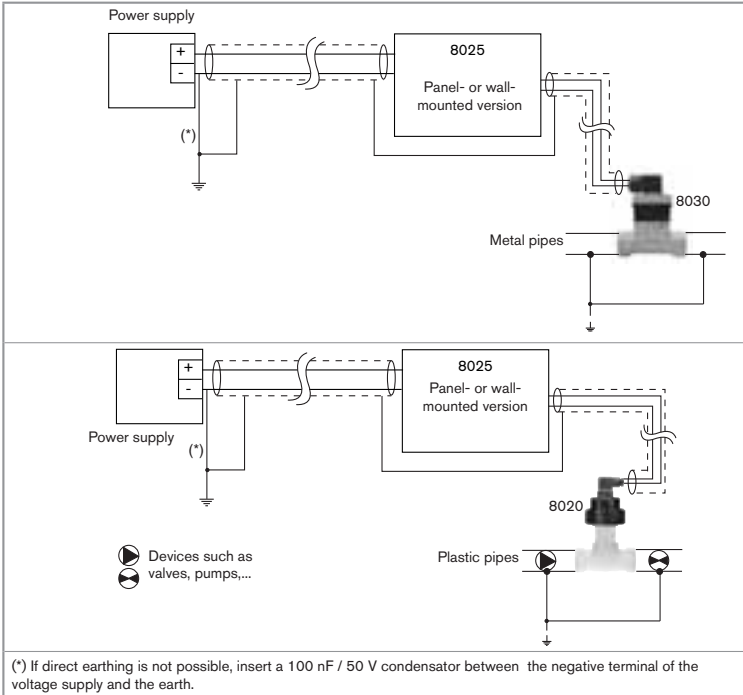 Power supply
+
-
8025
Panel- or wall-
mounted version
(*)
8030
Metal pipes
+
-
8025
Panel- or wall-
mounted version
Power supply
(*)
8020
Devices such as
valves, pumps,...
Plastic pipes
(*) If direct earthing is not possible, insert a 100 nF / 50 V condensator between the negative terminal of the
voltage supply and the earth.